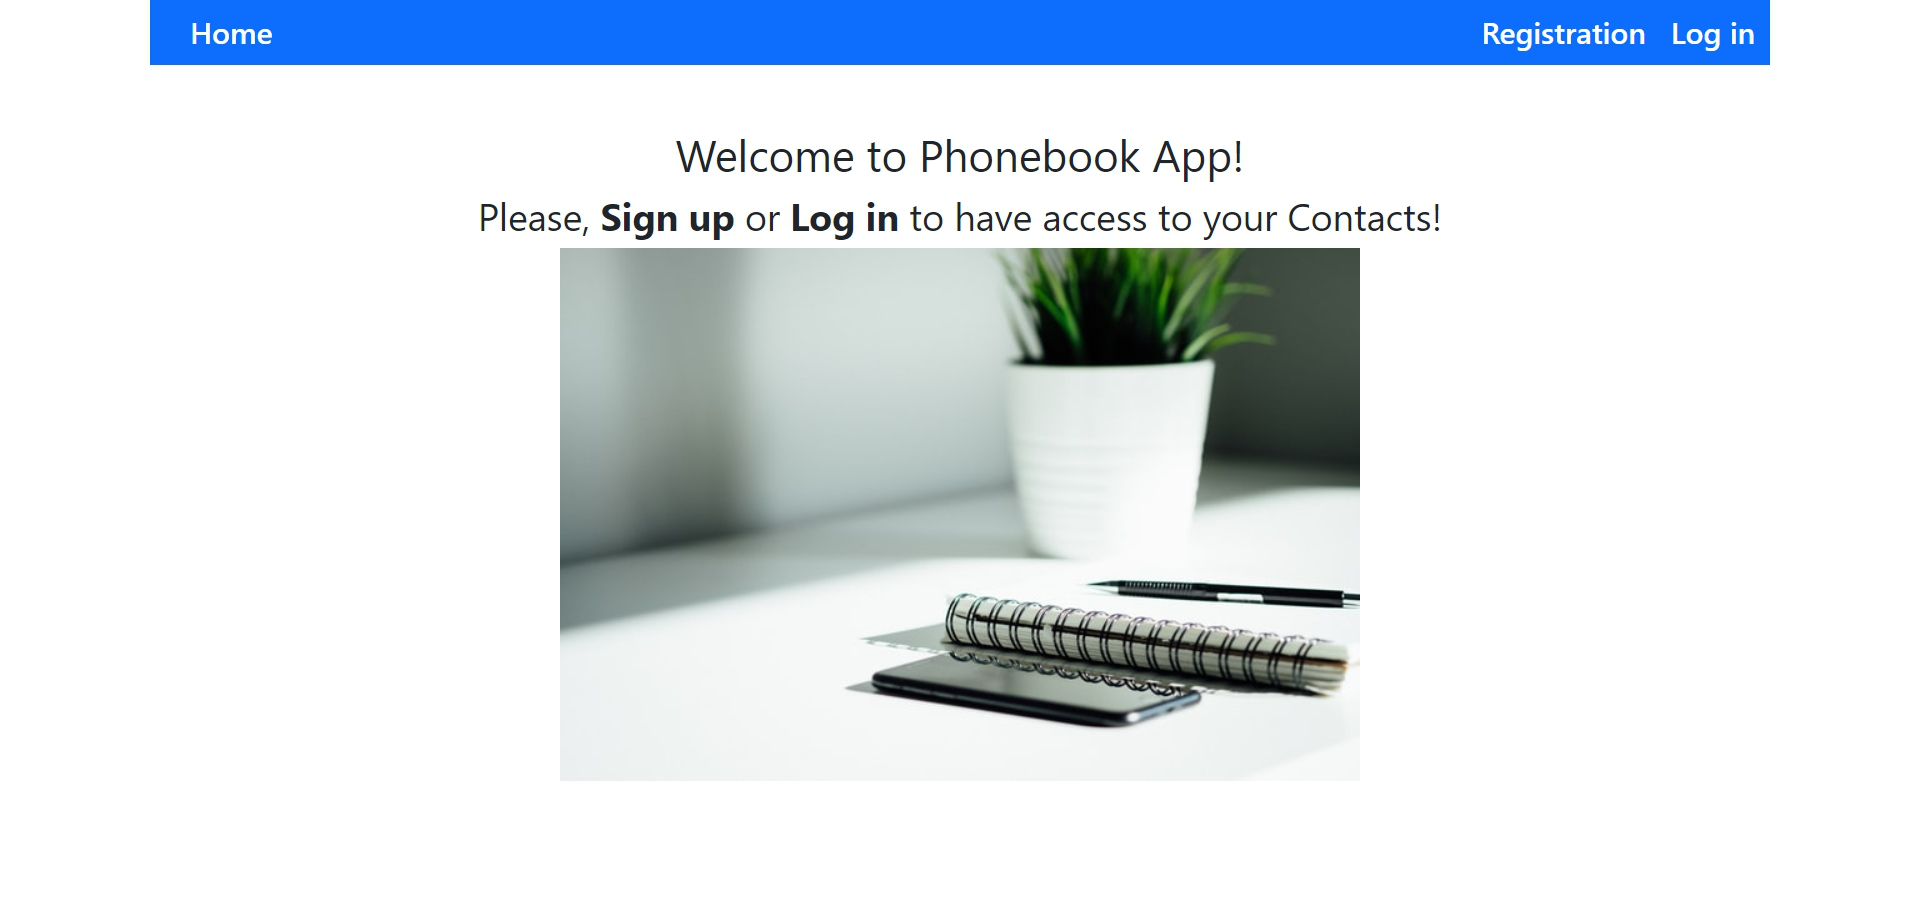 Home Registration Log in
Welcome to Phonebook App!
Please, Sign up or Log in to have access to your Contacts!